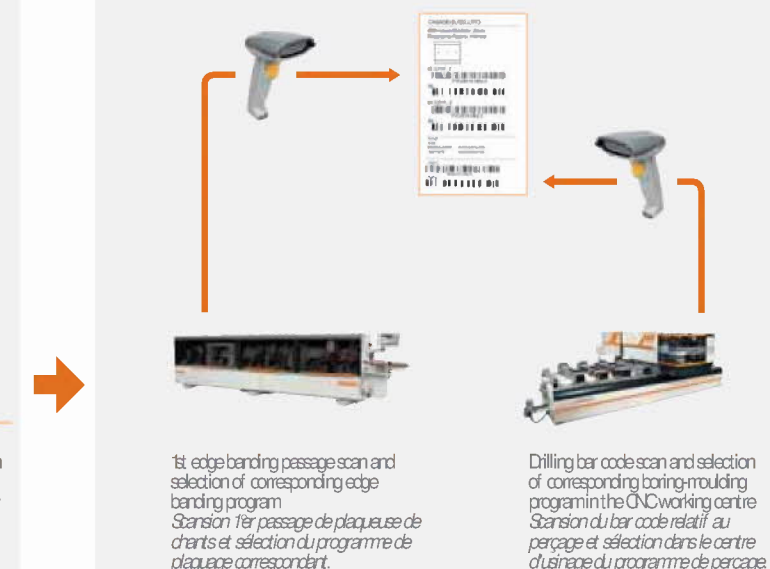 1st edge banding passage scan and
selection of corresponding edge
banding program
Scansion 1er passage de plaqueuse de
chants et sélection du programme de
plaquage correspondant.
Drilling bar code scan and selection
of corresponding boring-moulding
program in the CNC working centre
Scansion du bar code relatif au
perçage et sélection dans le centre
d'usinage du programme de perçage